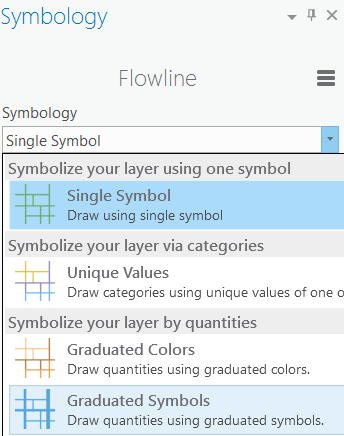 Symbology
Flowline
Symbology
Single Symbol
Symbolize your layer using one symbol
Single Symbol
Draw using single symbol
Symbolize your layer via categories
Unique Values
Draw categories using unique values of one o
Symbolize your layer by quantities
Graduated Colors
Draw quantities using graduated colors.
Graduated Symbols
Draw quantities using graduated symbols.